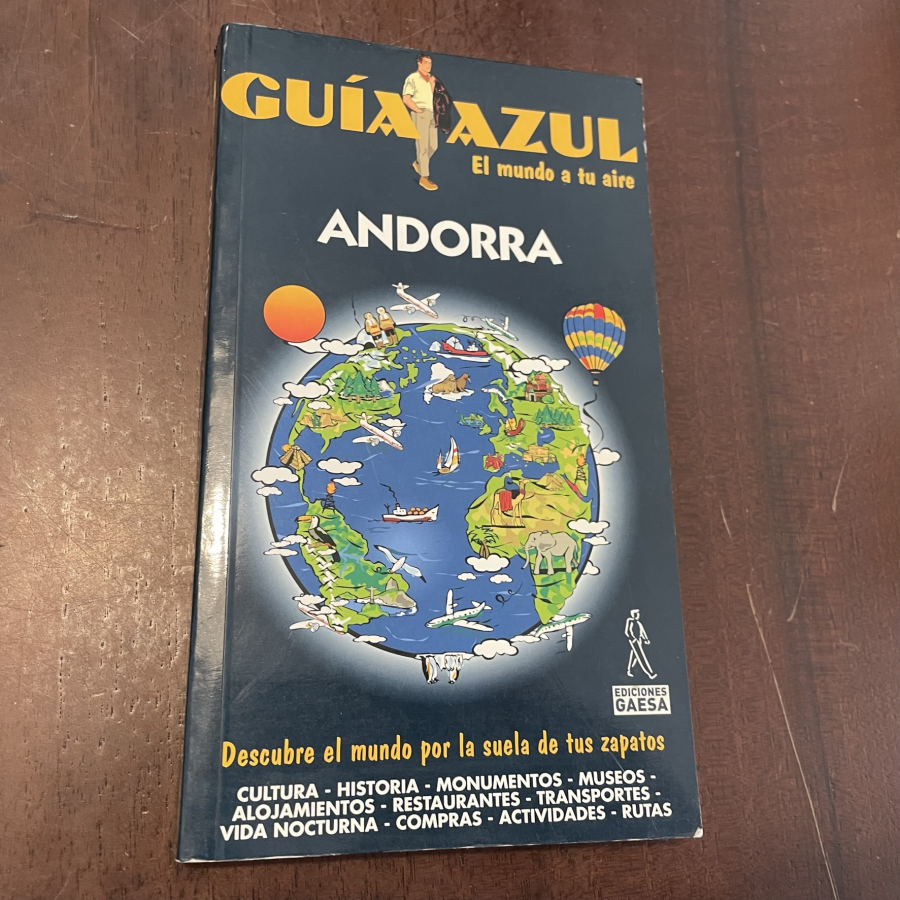 GUÍA AZUL
El mundo a tu aire
ANDORRA
EDICIONES
GAESA
Descubre el mundo por la suela de tus zapatos
CULTURA - HISTORIA - MONUMENTOS - MUSEOS -
ALOJAMIENTOS - RESTAURANTES - TRANSPORTES -
VIDA NOCTURNA - COMPRAS - ACTIVIDADES - RUTAS